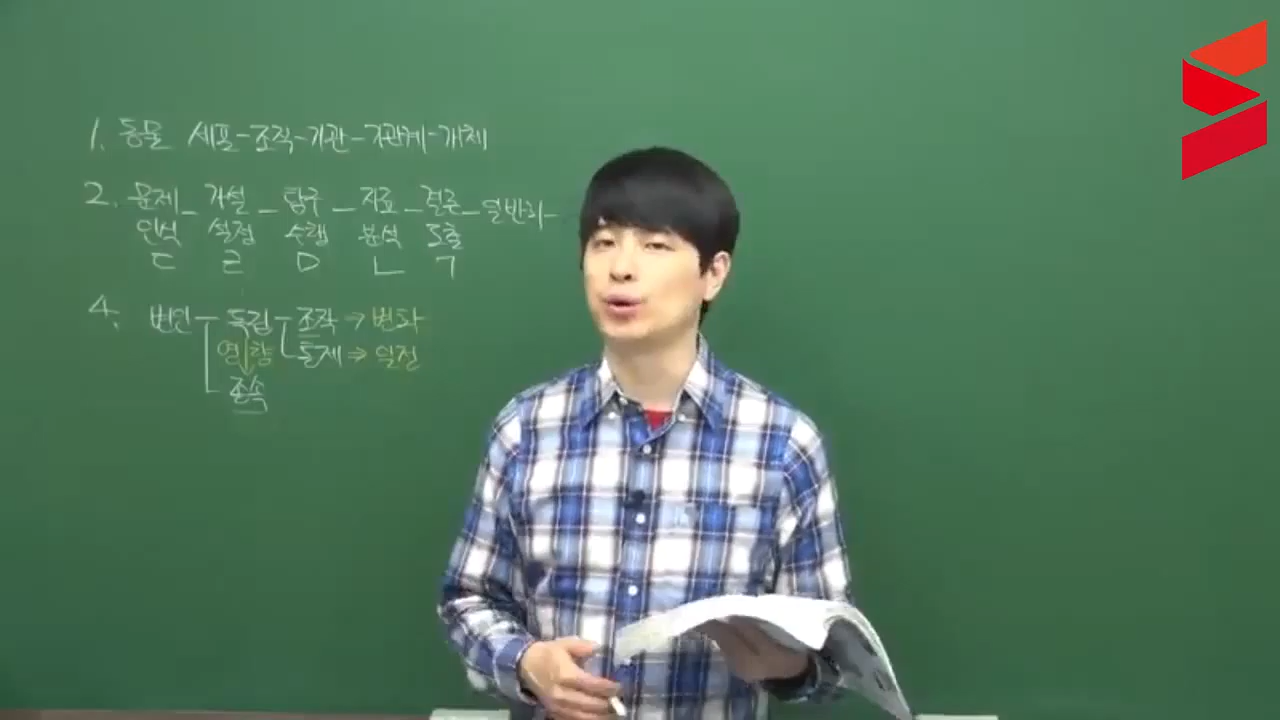 1. 동물 세포-조직-기관-기관계-개체
2. 문제 - 가설 - 탐구 - 자료 - 결론 - 일반화 -
인식 설정 수행 분석 도출
ㄷ ㄹ ㅁ ㄴ ㄱ
4. 변인 독립 조작 → 변화
영향 통제 ⇒ 일정
종속